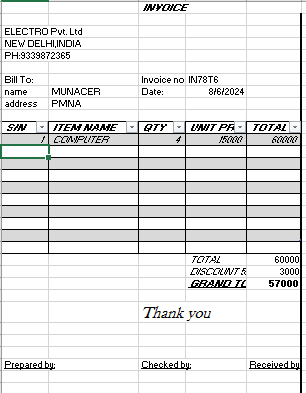 INVOICE
ELECTRO Pvt. Ltd
NEW DELHI,INDIA
PH:9339872365
Bill To: Invoice no IN78T6
name MUNACER Date: 8/6/2024
address PMNA
S/N ITEM NAME QTY UNIT PR TOTAL
1 COMPUTER 4 15000 60000
TOTAL 60000
DISCOUNT 5 3000
GRAND TO 57000
Thank you
Prepared by: Checked by: Received by